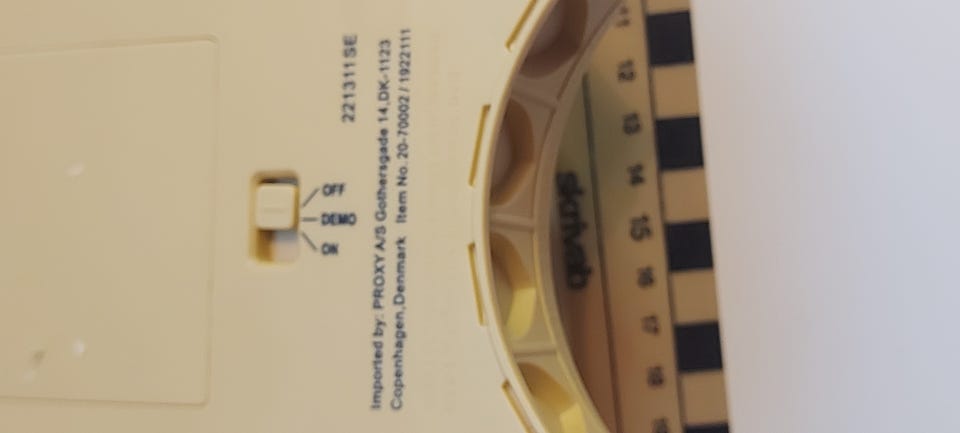 221311SE
Imported by: PROXY A/S Gothersgade 14,DK-1123
Copenhagen,Denmark Item No. 20-70002 / 1922111
OFF
DEMO
ON
11
12
13
14
15
16
17
18